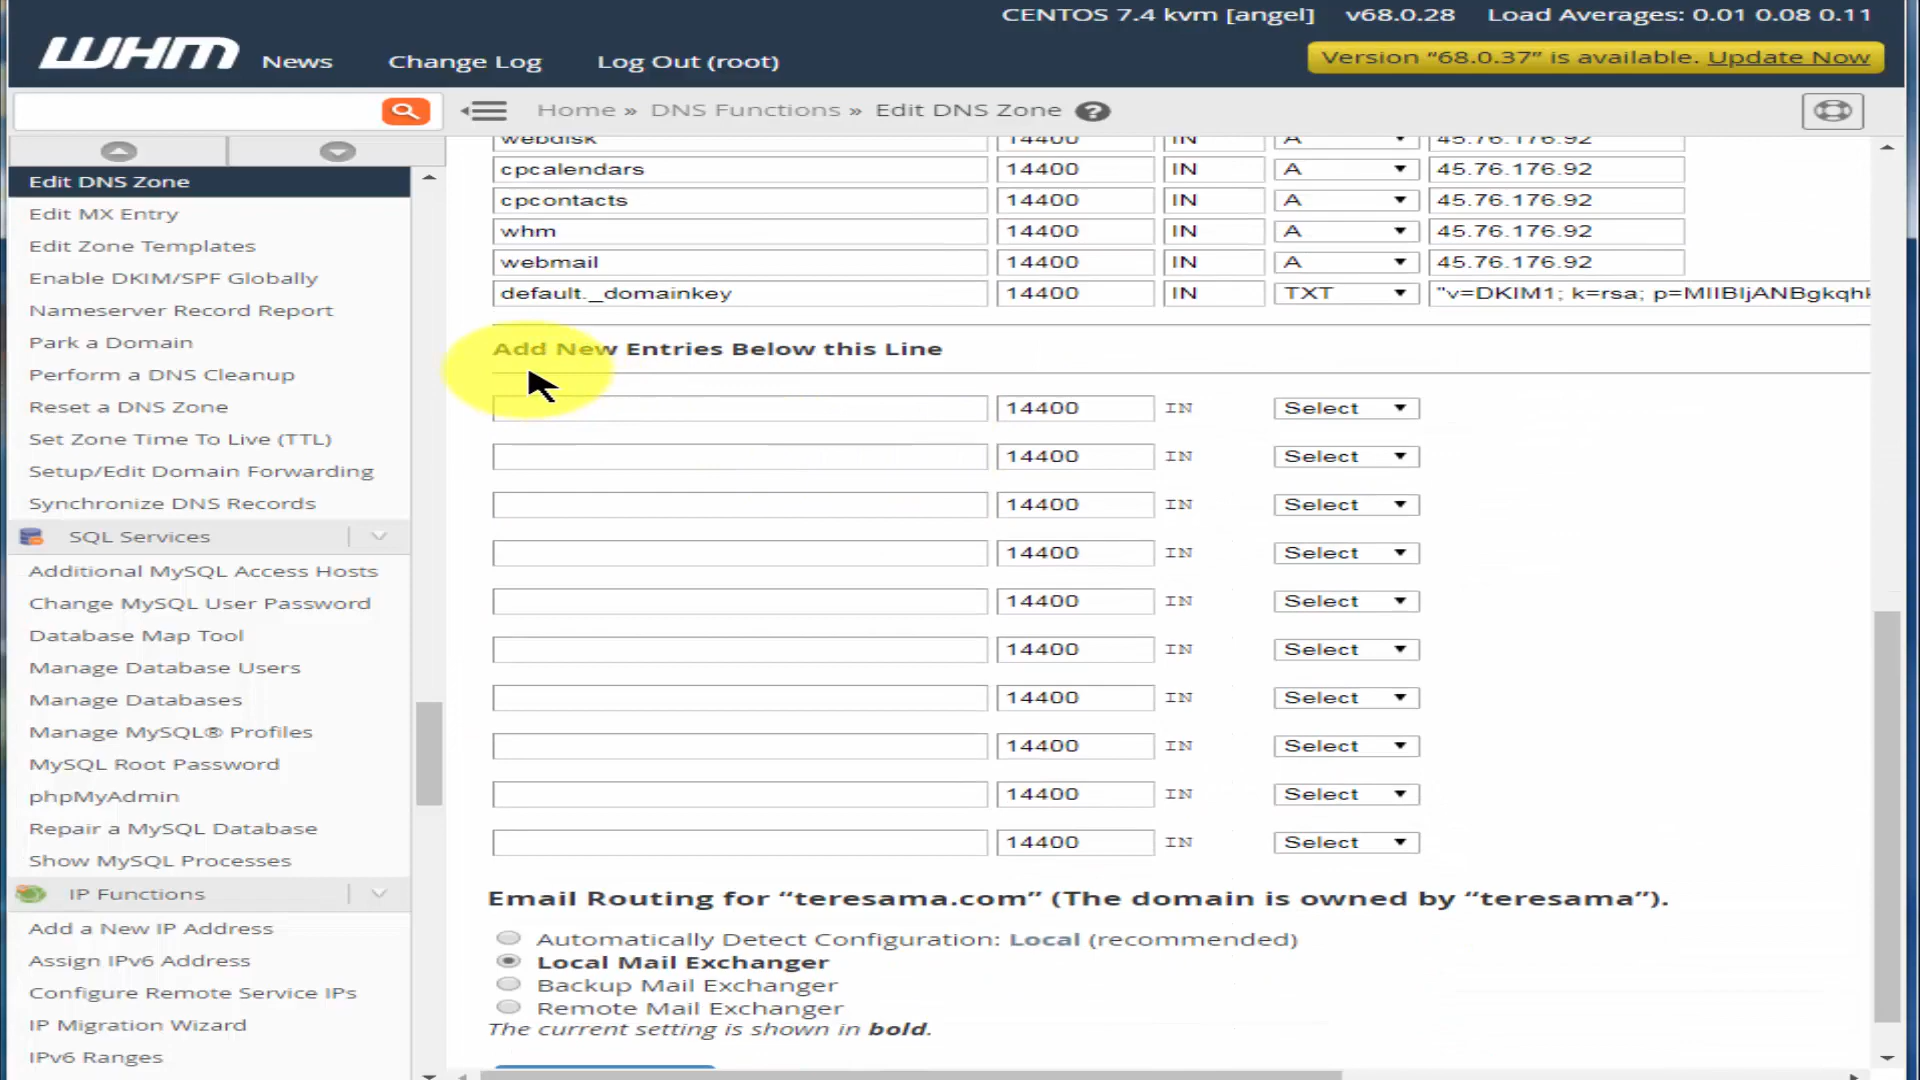 CENTOS 7.4 kvm [angel] v68.0.28 Load Averages: 0.01 0.08 0.11
WHM News Change Log Log Out (root)
Version “68.0.37” is available. Update Now
Home » DNS Functions » Edit DNS Zone ?
Edit DNS Zone
Edit MX Entry
Edit Zone Templates
Enable DKIM/SPF Globally
Nameserver Record Report
Park a Domain
Perform a DNS Cleanup
Reset a DNS Zone
Set Zone Time To Live (TTL)
Setup/Edit Domain Forwarding
Synchronize DNS Records
SQL Services
Additional MySQL Access Hosts
Change MySQL User Password
Database Map Tool
Manage Database Users
Manage Databases
Manage MySQL® Profiles
MySQL Root Password
phpMyAdmin
Repair a MySQL Database
Show MySQL Processes
IP Functions
Add a New IP Address
Assign IPv6 Address
Configure Remote Service IPs
IP Migration Wizard
IPv6 Ranges
webdisk 14400 IN A 45.76.176.92
cpcalendars 14400 IN A 45.76.176.92
cpcontacts 14400 IN A 45.76.176.92
whm 14400 IN A 45.76.176.92
webmail 14400 IN A 45.76.176.92
default._domainkey 14400 IN TXT "v=DKIM1; k=rsa; p=MIIBIjANBgkqhk
Add New Entries Below this Line
14400 IN Select
14400 IN Select
14400 IN Select
14400 IN Select
14400 IN Select
14400 IN Select
14400 IN Select
14400 IN Select
14400 IN Select
14400 IN Select
Email Routing for “teresama.com” (The domain is owned by “teresama”).
Automatically Detect Configuration: Local (recommended)
Local Mail Exchanger
Backup Mail Exchanger
Remote Mail Exchanger
The current setting is shown in bold.